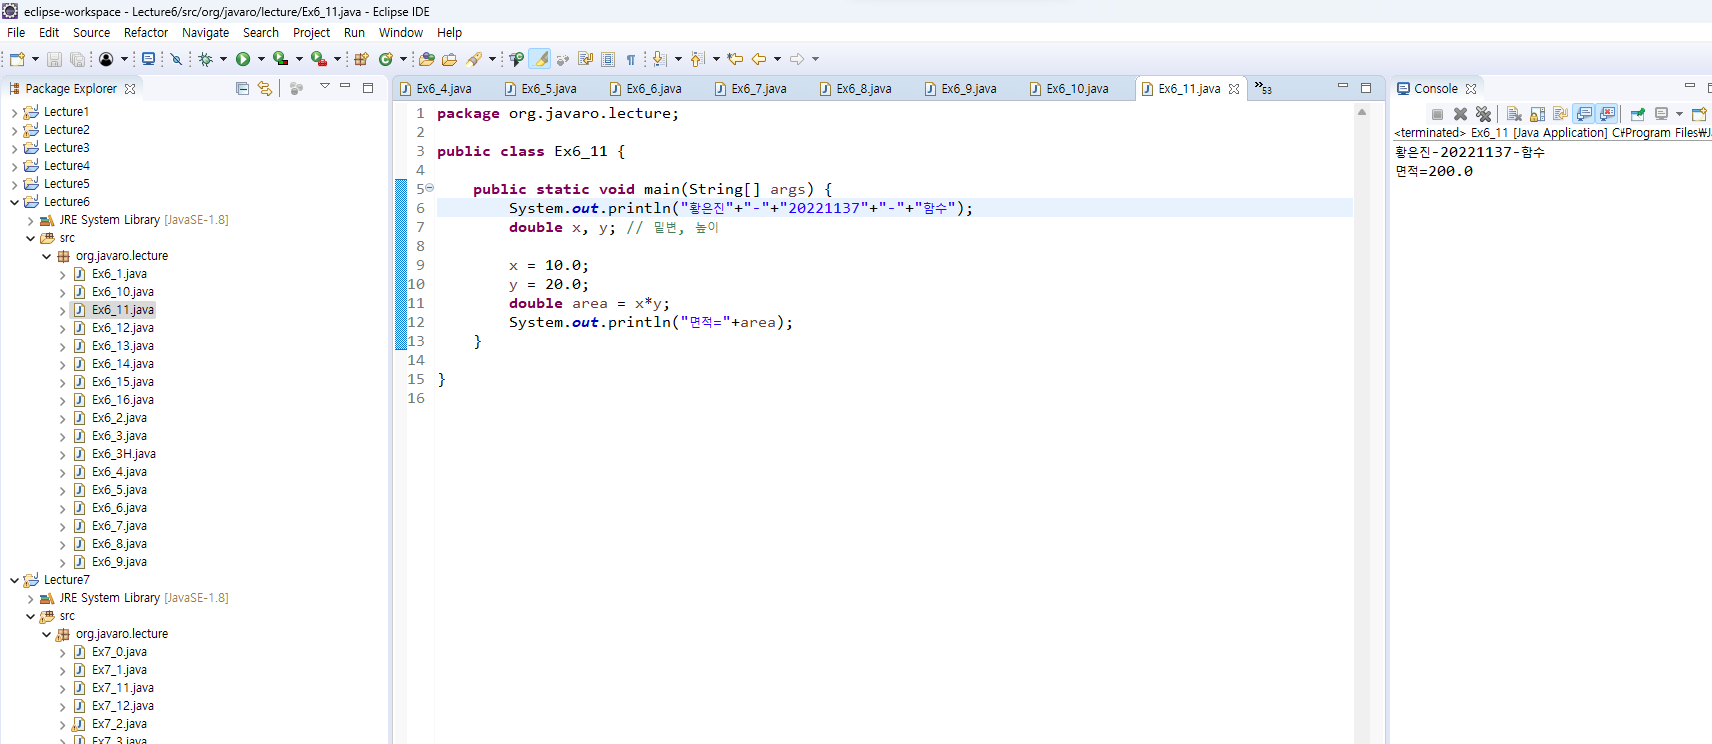 eclipse-workspace - Lecture6/src/org/javaro/lecture/Ex6_11.java - Eclipse IDE
File Edit Source Refactor Navigate Search Project Run Window Help
Package Explorer
Lecture1
Lecture2
Lecture3
Lecture4
Lecture5
Lecture6
JRE System Library [JavaSE-1.8]
src
org.javaro.lecture
Ex6_1.java
Ex6_10.java
Ex6_11.java
Ex6_12.java
Ex6_13.java
Ex6_14.java
Ex6_15.java
Ex6_16.java
Ex6_2.java
Ex6_3.java
Ex6_3H.java
Ex6_4.java
Ex6_5.java
Ex6_6.java
Ex6_7.java
Ex6_8.java
Ex6_9.java
Lecture7
JRE System Library [JavaSE-1.8]
src
org.javaro.lecture
Ex7_0.java
Ex7_1.java
Ex7_11.java
Ex7_12.java
Ex7_2.java
Ex7_3.java
Ex6_4.java Ex6_5.java Ex6_6.java Ex6_7.java Ex6_8.java Ex6_9.java Ex6_10.java Ex6_11.java »53
1 package org.javaro.lecture;
2
3 public class Ex6_11 {
4
5 public static void main(String[] args) {
6 System.out.println("황은진"+"-"+"20221137"+"-"+"함수");
7 double x, y; // 밑변, 높이
8
9 x = 10.0;
10 y = 20.0;
11 double area = x*y;
12 System.out.println("면적="+area);
13 }
14
15 }
16
Console
<terminated> Ex6_11 [Java Application] C:₩Program Files₩J
황은진-20221137-함수
면적=200.0